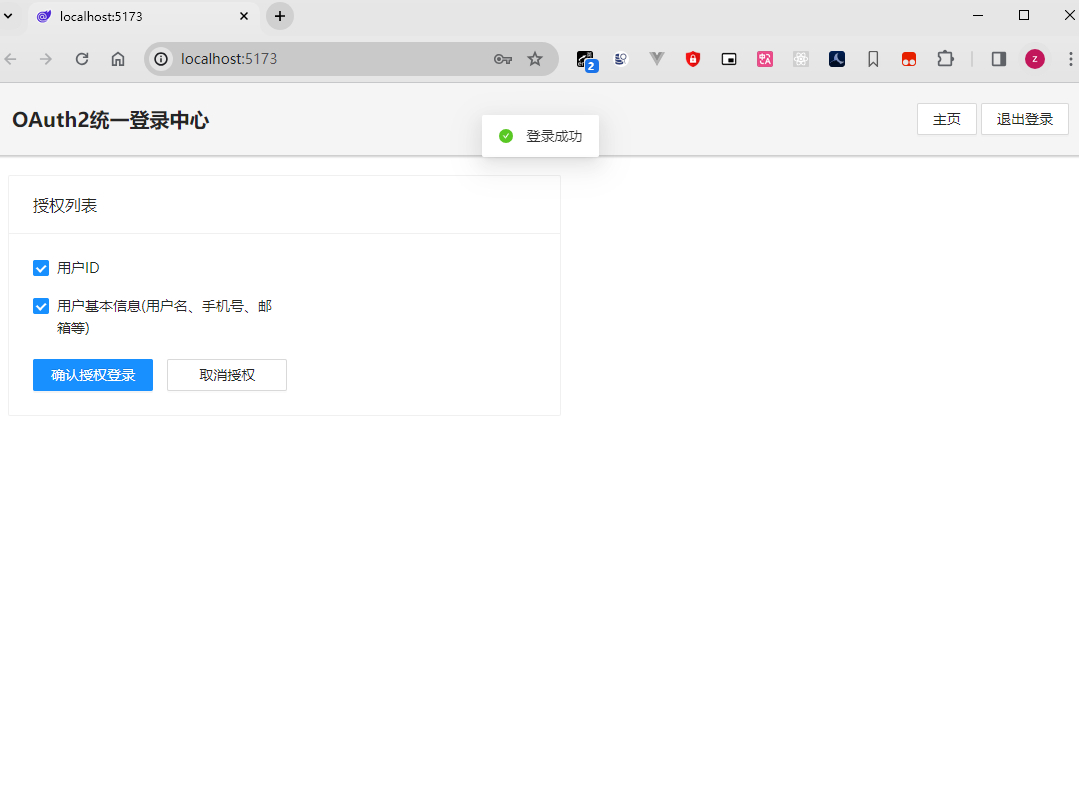 localhost:5173
localhost:5173
2
z
OAuth2统一登录中心
登录成功
主页
退出登录
授权列表
用户ID
用户基本信息(用户名、手机号、邮
箱等)
确认授权登录
取消授权